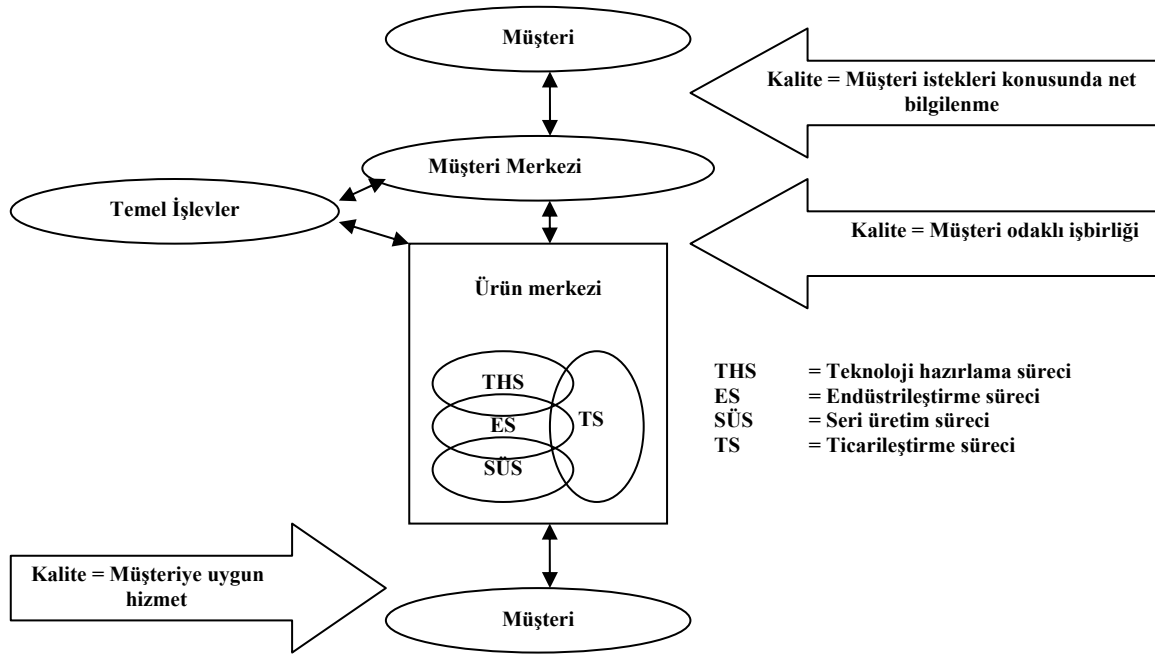 Müşteri
Kalite = Müşteri istekleri konusunda net
bilgilenme
Müşteri Merkezi
Temel İşlevler
Kalite = Müşteri odaklı işbirliği
Ürün merkezi
THS
ES
TS
SÜS
THS = Teknoloji hazırlama süreci
ES = Endüstrileştirme süreci
SÜS = Seri üretim süreci
TS = Ticarileştirme süreci
Kalite = Müşteriye uygun
hizmet
Müşteri